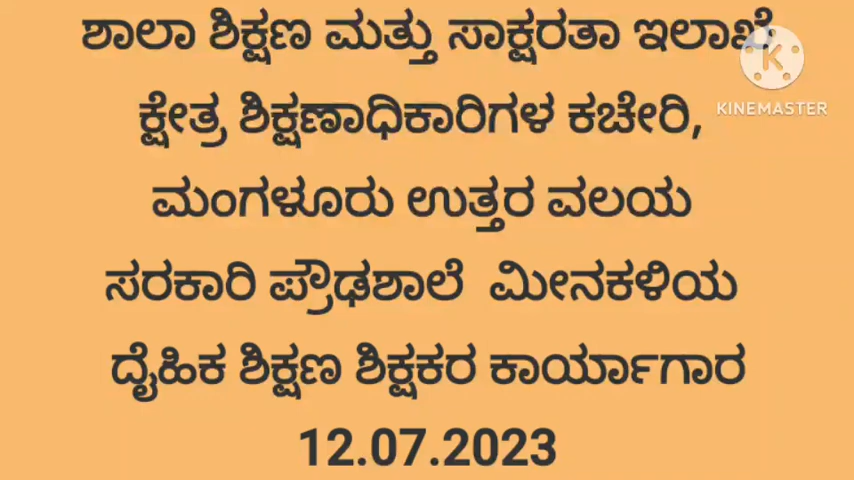 ಶಾಲಾ ಶಿಕ್ಷಣ ಮತ್ತು ಸಾಕ್ಷರತಾ ಇಲಾಖೆ
KINEMASTER
ಕ್ಷೇತ್ರ ಶಿಕ್ಷಣಾಧಿಕಾರಿಗಳ ಕಚೇರಿ,
ಮಂಗಳೂರು ಉತ್ತರ ವಲಯ
ಸರಕಾರಿ ಪ್ರೌಢಶಾಲೆ ಮೀನಕಳಿಯ
ದೈಹಿಕ ಶಿಕ್ಷಣ ಶಿಕ್ಷಕರ ಕಾರ್ಯಾಗಾರ
12.07.2023